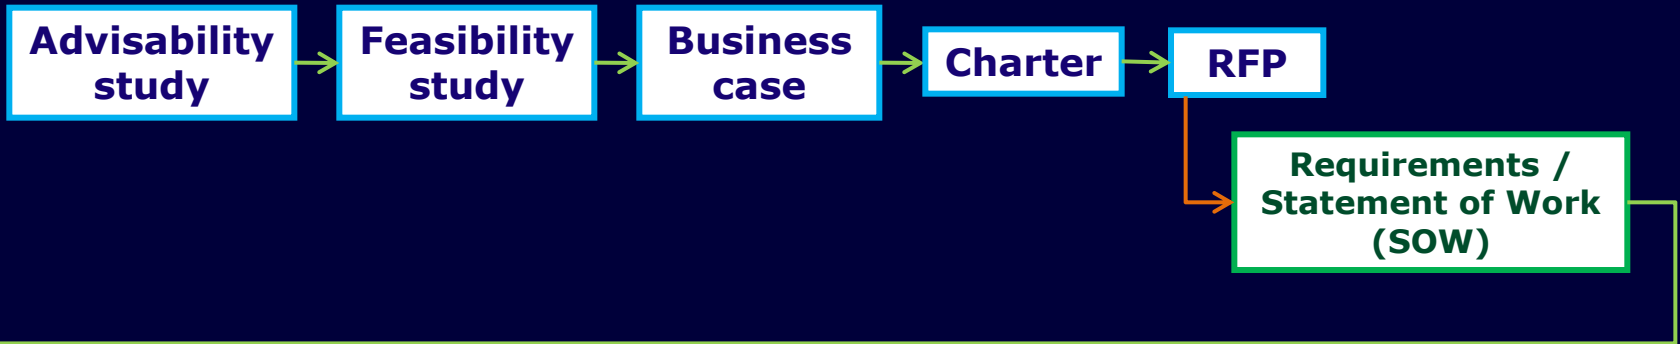 Advisability
study
Feasibility
study
Business
case
Charter
RFP
Requirements /
Statement of Work
(SOW)